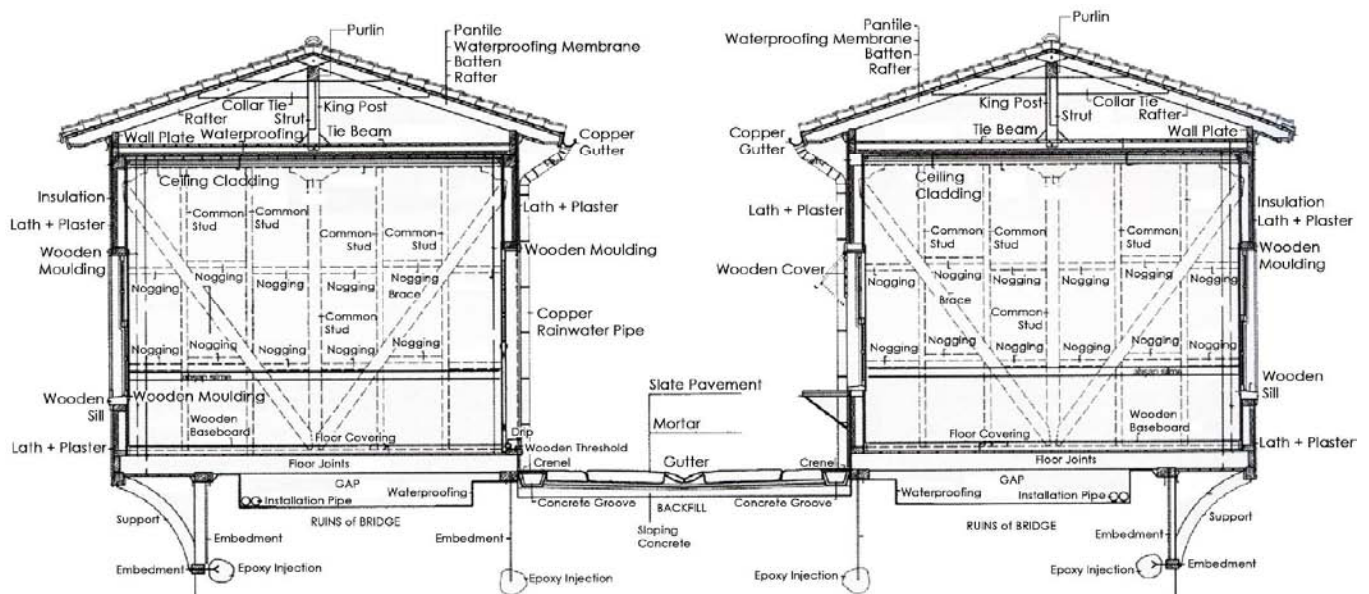 Purlin
Pantile
Waterproofing Membrane
Batten
Rafter
Collar Tie
King Post
Rafter
Strut
Wall Plate
Waterproofing
Tie Beam
Copper
Gutter
Ceiling Cladding
Insulation
Lath + Plaster
Common
Stud
Common
Stud
Lath + Plaster
Common
Stud
Common
Stud
Wooden
Moulding
Wooden Moulding
Nogging
Nogging
Nogging
Nogging
Nogging
Brace
Common
Stud
Copper
Rainwater Pipe
Nogging
Nogging
Nogging
Nogging
Nogging
Wooden
Sill
Wooden Moulding
Wooden
Baseboard
Floor Covering
Drip
Lath + Plaster
Wooden Threshold
Floor Joints
Crenel
GAP
Waterproofing
Installation Pipe
Support
RUINS of BRIDGE
Embedment
Embedment
Embedment
Epoxy Injection
Epoxy Injection
Slate Pavement
Mortar
Gutter
Crenel
Concrete Groove
Concrete Groove
BACKFILL
Sloping
Concrete
Pantile
Waterproofing Membrane
Batten
Rafter
Purlin
King Post
Collar Tie
Strut
Rafter
Copper
Gutter
Tie Beam
Wall Plate
Ceiling
Cladding
Lath + Plaster
Insulation
Lath + Plaster
Common
Stud
Common
Stud
Common
Stud
Wooden
Moulding
Wooden Cover
Nogging
Nogging
Nogging
Nogging
Nogging
Brace
Common
Stud
Nogging
Nogging
Nogging
Nogging
Nogging
Wooden
Sill
Wooden
Baseboard
Floor Covering
Lath + Plaster
Floor Joints
GAP
Waterproofing
Installation Pipe
RUINS of BRIDGE
Support
Embedment
Epoxy Injection
Epoxy Injection
Embedment